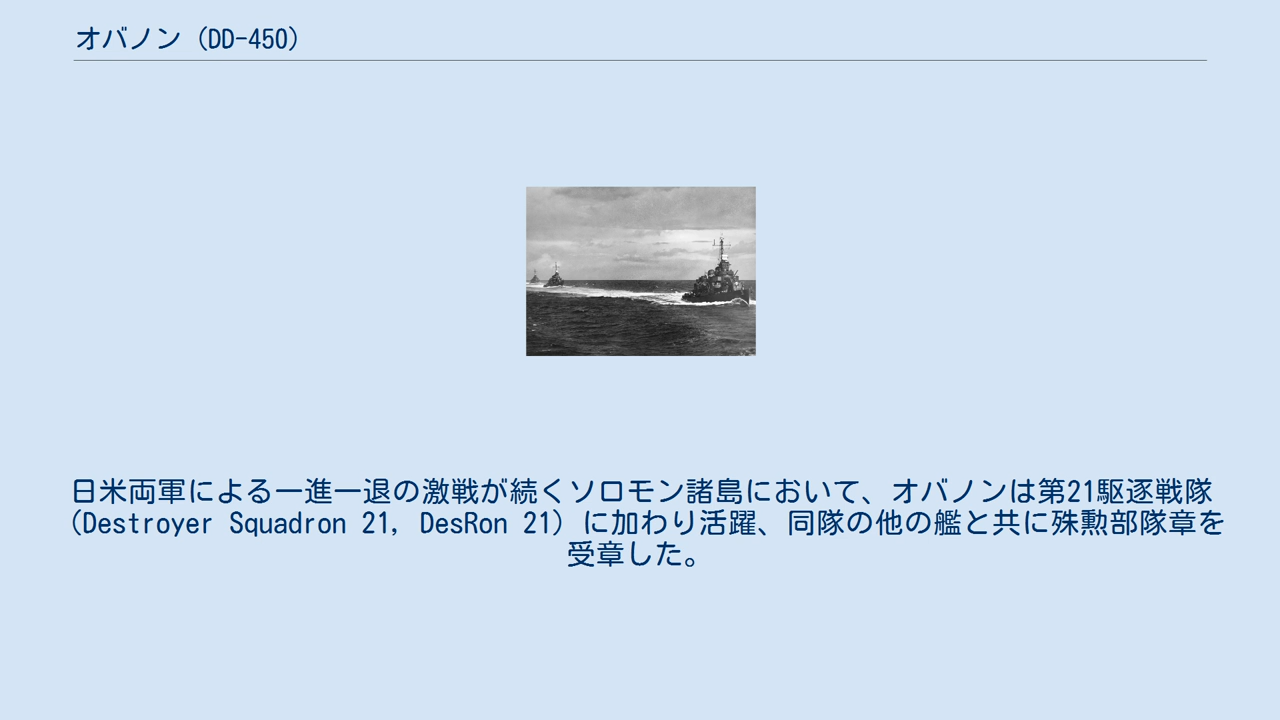 オバノン (DD-450)
日米両軍による一進一退の激戦が続くソロモン諸島において、オバノンは第21駆逐戦隊
(Destroyer Squadron 21, DesRon 21) に加わり活躍、同隊の他の艦と共に殊勲部隊章を
受章した。